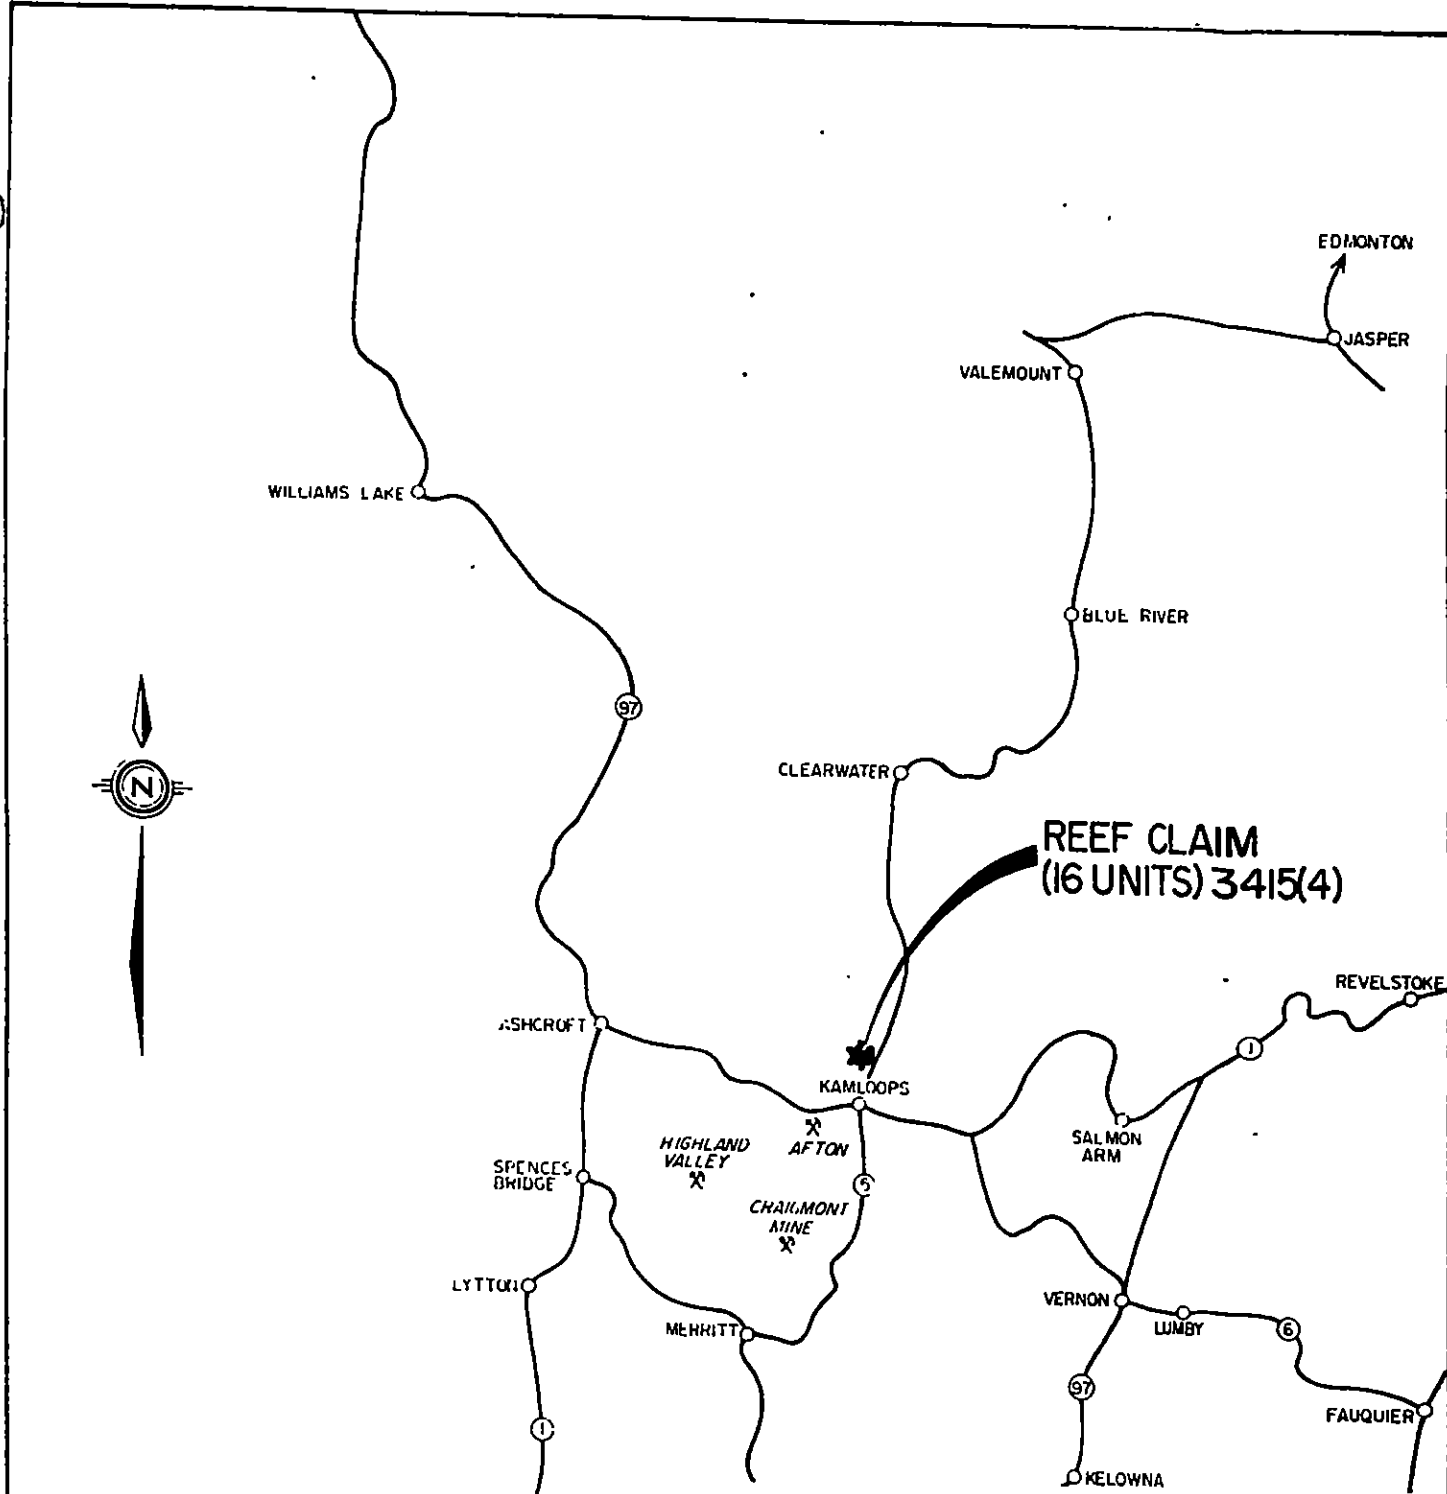 EDMONTON
JASPER
VALEMOUNT
WILLIAMS LAKE
BLUE RIVER
97
CLEARWATER
N
REEF CLAIM
(16 UNITS) 3415(4)
REVELSTOKE
ASHCROFT
1
KAMLOOPS
SALMON
ARM
HIGHLAND
VALLEY
AFTON
SPENCES
BRIDGE
5
CRAIGMONT
MINE
LYTTON
VERNON
LUMBY
MERRITT
6
97
FAUQUIER
1
KELOWNA